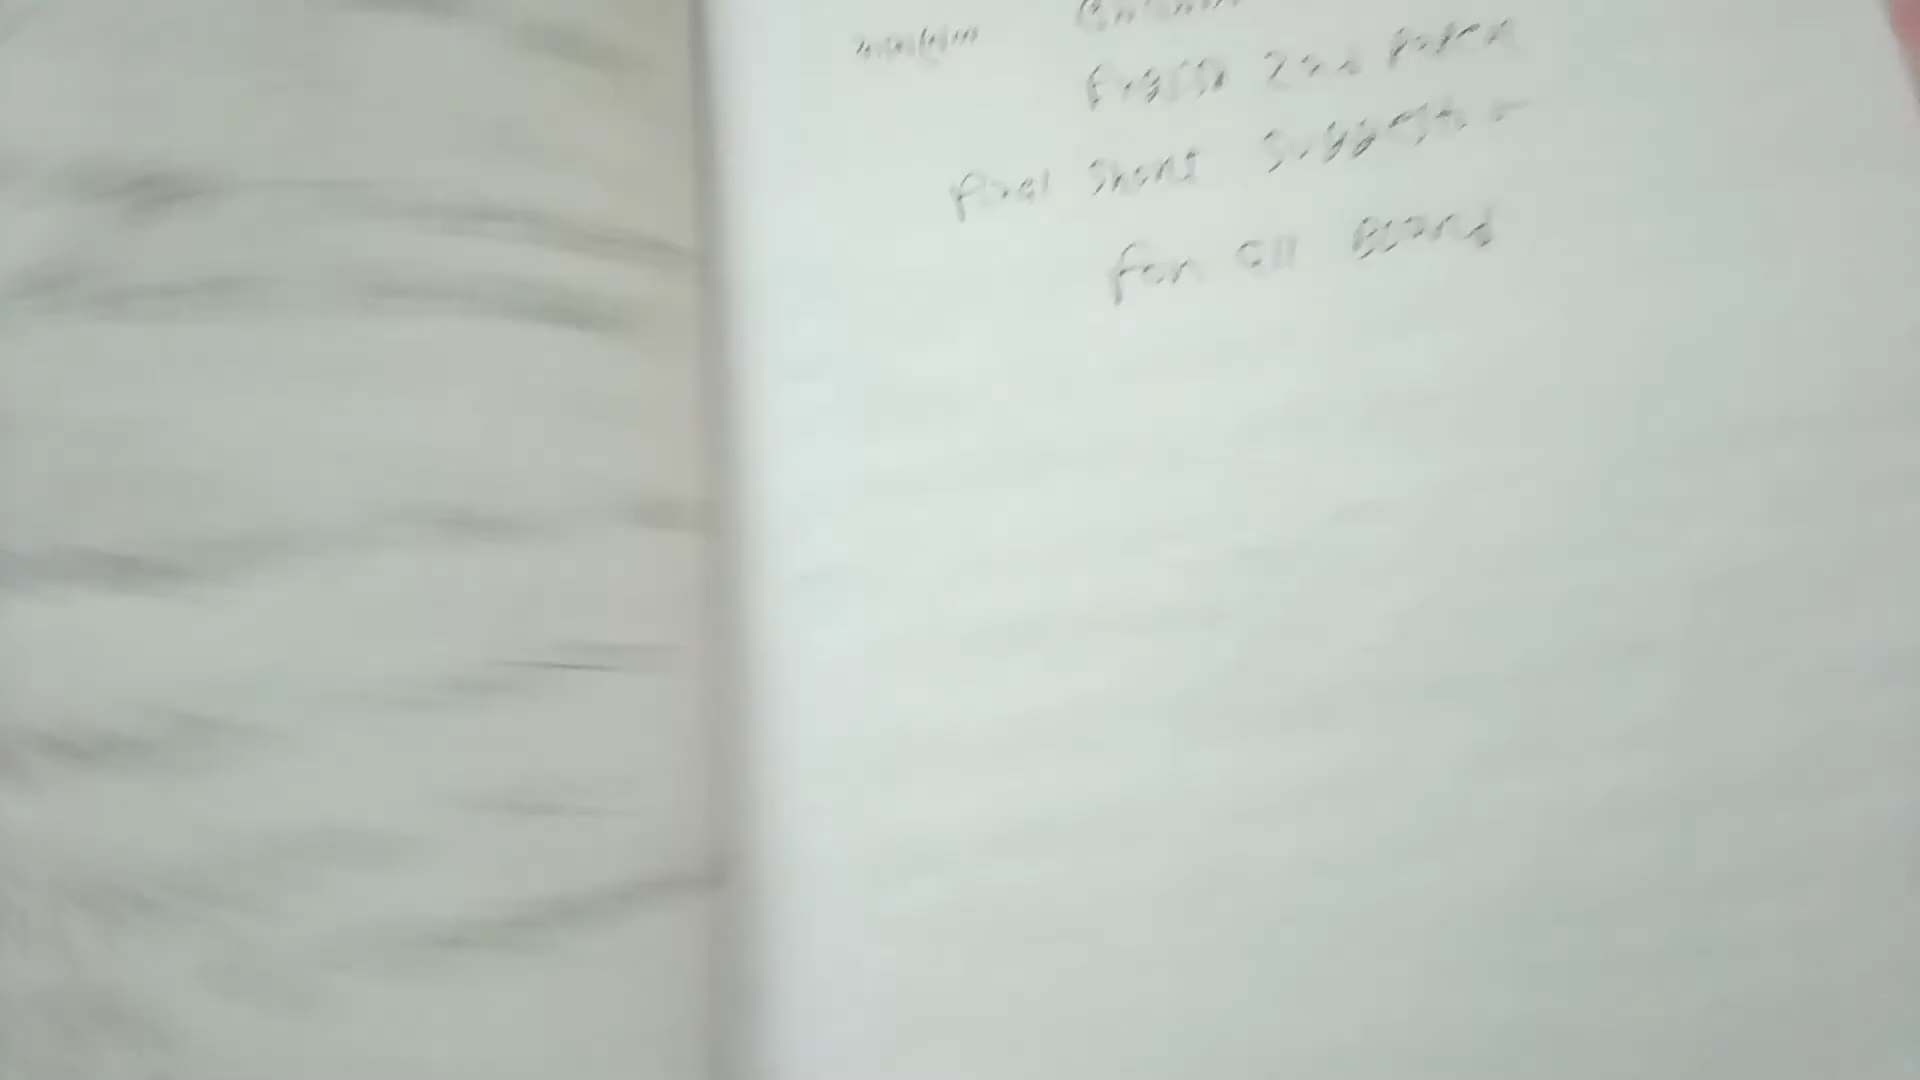 English 2nd Paper
Final Short Suggestion
For all Board